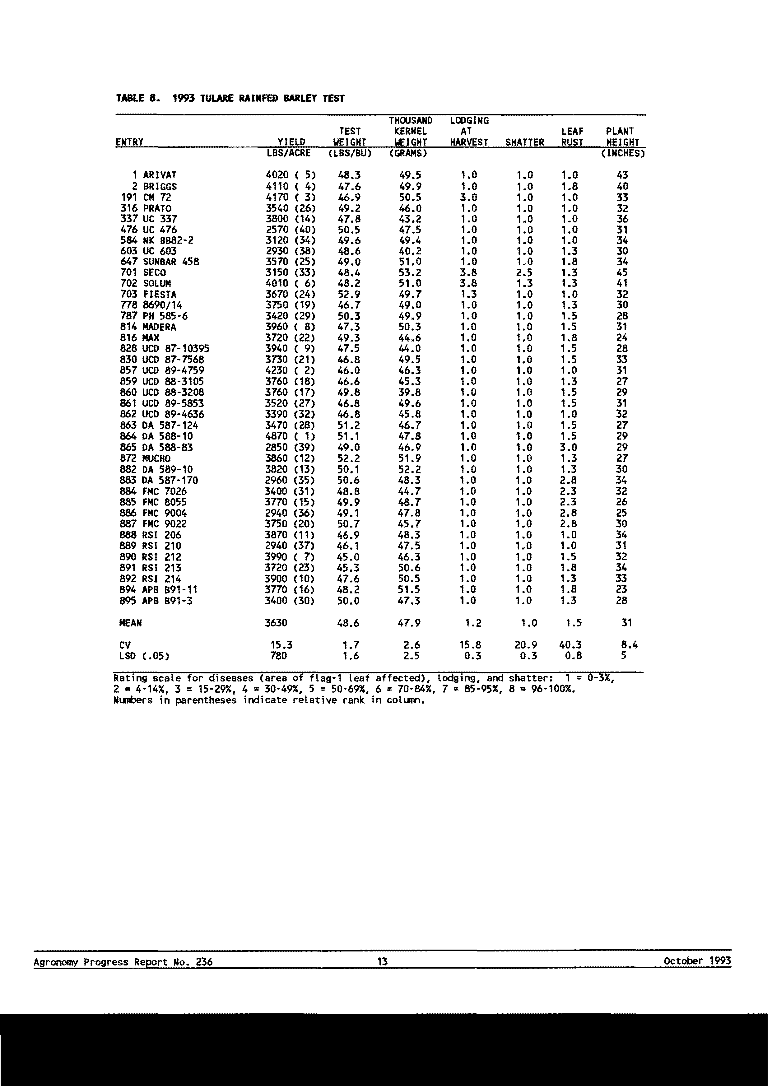 TABLE 8. 1993 TULARE RAINFED BARLEY TEST
THOUSAND LODGING
TEST KERNEL AT LEAF PLANT
ENTRY YIELD WEIGHT WEIGHT HARVEST SHATTER RUST HEIGHT
LBS/ACRE (LBS/BU) (GRAMS) (INCHES)
1 ARIVAT 4020 ( 5) 48.3 49.5 1.0 1.0 1.0 43
2 BRIGGS 4110 ( 4) 47.6 49.9 1.0 1.0 1.8 40
191 CM 72 4170 ( 3) 46.9 50.5 3.0 1.0 1.0 33
316 PRATO 3540 (26) 49.2 46.0 1.0 1.0 1.0 32
337 UC 337 3800 (14) 47.8 43.2 1.0 1.0 1.0 36
476 UC 476 2570 (40) 50.5 47.5 1.0 1.0 1.0 31
584 NK 8B82-2 3120 (34) 49.6 49.4 1.0 1.0 1.0 34
603 UC 603 2930 (38) 48.6 40.2 1.0 1.0 1.3 30
647 SUNBAR 458 3570 (25) 49.0 51.0 1.0 1.0 1.8 34
701 SECO 3150 (33) 48.4 53.2 3.8 2.5 1.3 45
702 SOLUM 4010 ( 6) 48.2 51.0 3.8 1.3 1.3 41
703 FIESTA 3670 (24) 52.9 49.7 1.3 1.0 1.0 32
778 8690/14 3750 (19) 46.7 49.0 1.0 1.0 1.3 30
787 PH 585-6 3420 (29) 50.3 49.9 1.0 1.0 1.5 28
814 MADERA 3960 ( 8) 47.3 50.3 1.0 1.0 1.5 31
816 MAX 3720 (22) 49.3 44.6 1.0 1.0 1.8 24
828 UCD 87-10395 3940 ( 9) 47.5 44.0 1.0 1.0 1.5 28
830 UCD 87-7568 3730 (21) 46.8 49.5 1.0 1.0 1.5 33
857 UCD 89-4759 4230 ( 2) 46.0 46.3 1.0 1.0 1.0 31
859 UCD 88-3105 3760 (18) 46.6 45.3 1.0 1.0 1.3 27
860 UCD 88-3208 3760 (17) 49.8 39.8 1.0 1.0 1.5 29
861 UCD 89-5853 3520 (27) 46.8 49.6 1.0 1.0 1.5 31
862 UCD 89-4636 3390 (32) 46.8 45.8 1.0 1.0 1.0 32
863 DA 587-124 3470 (28) 51.2 46.7 1.0 1.0 1.5 27
864 DA 588-10 4870 ( 1) 51.1 47.8 1.0 1.0 1.5 29
865 DA 588-83 2850 (39) 49.0 46.9 1.0 1.0 3.0 29
872 MUCHO 3860 (12) 52.2 51.9 1.0 1.0 1.3 27
882 DA 589-10 3820 (13) 50.1 52.2 1.0 1.0 1.3 30
883 DA 587-170 2960 (35) 50.6 48.3 1.0 1.0 2.8 34
884 FMC 7026 3400 (31) 48.8 44.7 1.0 1.0 2.3 32
885 FMC 8055 3770 (15) 49.9 48.7 1.0 1.0 2.3 26
886 FMC 9004 2940 (36) 49.1 47.8 1.0 1.0 2.8 25
887 FMC 9022 3750 (20) 50.7 45.7 1.0 1.0 2.8 30
888 RSI 206 3870 (11) 46.9 48.3 1.0 1.0 1.0 34
889 RSI 210 2940 (37) 46.1 47.5 1.0 1.0 1.0 31
890 RSI 212 3990 ( 7) 45.0 46.3 1.0 1.0 1.5 32
891 RSI 213 3720 (23) 45.3 50.6 1.0 1.0 1.8 34
892 RSI 214 3900 (10) 47.6 50.5 1.0 1.0 1.3 33
894 APB B91-11 3770 (16) 48.2 51.5 1.0 1.0 1.8 23
895 APB B91-3 3400 (30) 50.0 47.3 1.0 1.0 1.3 28
MEAN 3630 48.6 47.9 1.2 1.0 1.5 31
CV 15.3 1.7 2.6 15.8 20.9 40.3 8.4
LSD (.05) 780 1.6 2.5 0.3 0.3 0.8 5
Rating scale for diseases (area of flag-1 leaf affected), lodging, and shatter: 1 = 0-3%,
2 = 4-14%, 3 = 15-29%, 4 = 30-49%, 5 = 50-69%, 6 = 70-84%, 7 = 85-95%, 8 = 96-100%.
Numbers in parentheses indicate relative rank in column.
Agronomy Progress Report No. 236 13 October 1993